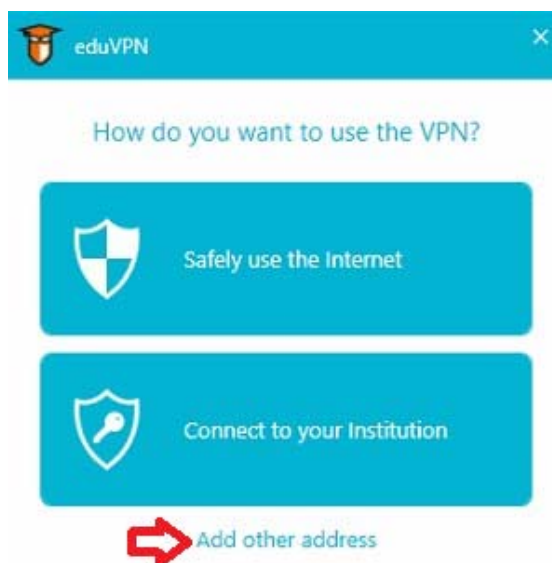 eduVPN
How do you want to use the VPN?
Safely use the Internet
Connect to your Institution
Add other address